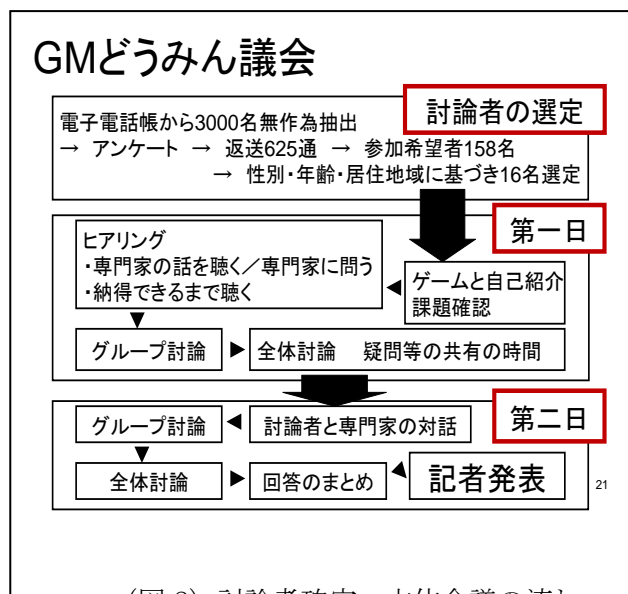 GMどうみん議会
討論者の選定
電子電話帳から3000名無作為抽出
→ アンケート → 返送625通 → 参加希望者158名
→ 性別・年齢・居住地域に基づき16名選定
第一日
ゲームと自己紹介
課題確認
ヒアリング
・専門家の話を聴く／専門家に問う
・納得できるまで聴く
グループ討論
全体討論 疑問等の共有の時間
第二日
討論者と専門家の対話
グループ討論
全体討論
回答のまとめ
記者発表
21